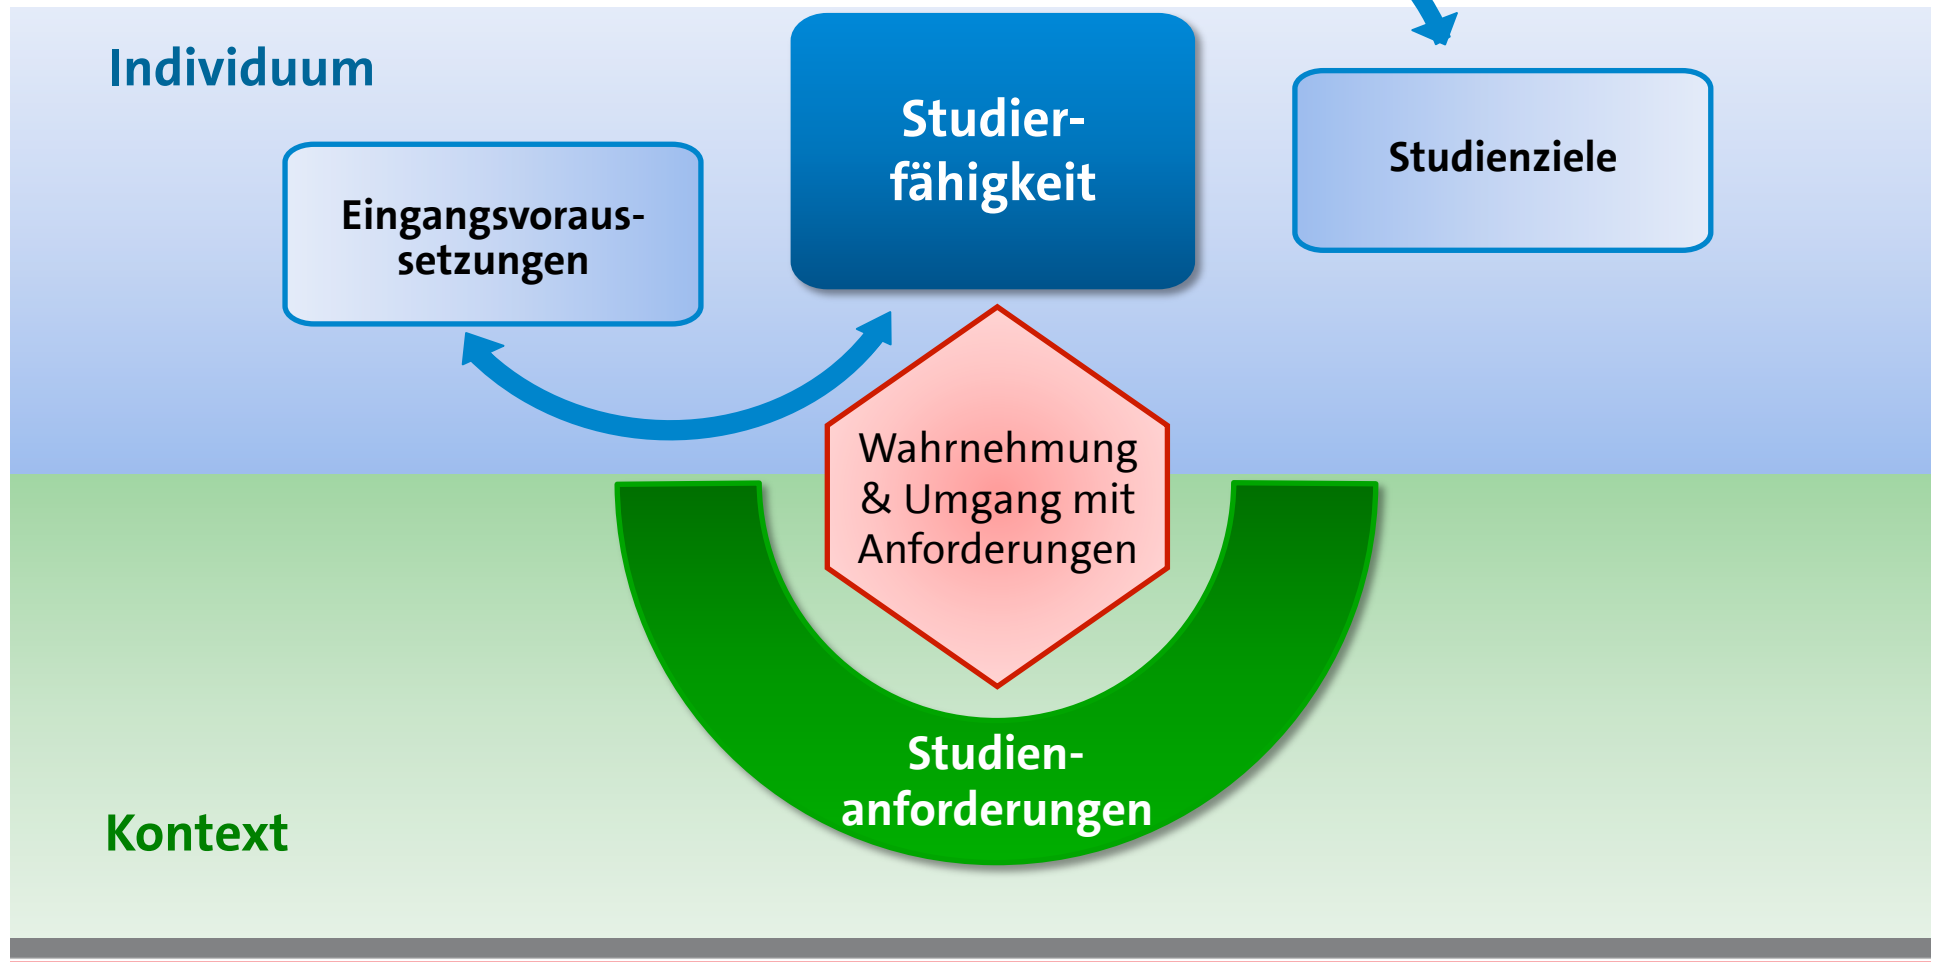 Individuum
Studier-
fähigkeit
Studienziele
Eingangsvoraus-
setzungen
Wahrnehmung
& Umgang mit
Anforderungen
Studien-
anforderungen
Kontext